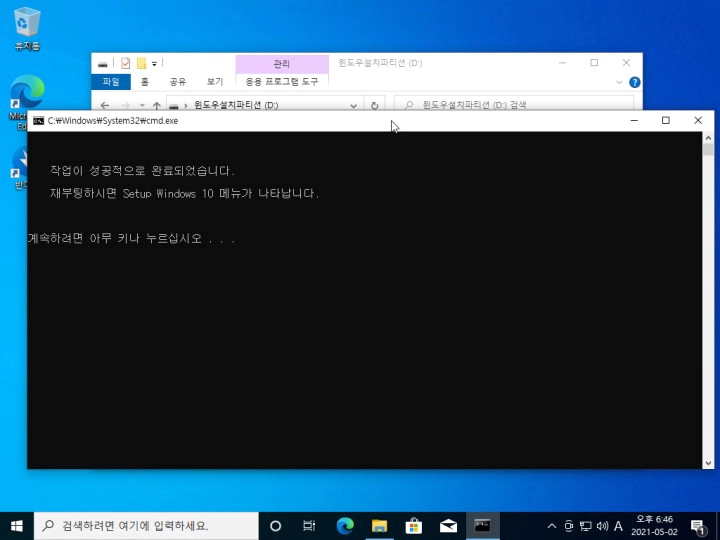 휴지통
관리
윈도우설치파티션 (D:)
파일
홈
공유
보기
응용 프로그램 도구
윈도우설치파티션 (D:)
윈도우설치파티션 (D:) 검색
C:₩Windows₩System32₩cmd.exe
작업이 성공적으로 완료되었습니다.
재부팅하시면 Setup Windows 10 메뉴가 나타납니다.
계속하려면 아무 키나 누르십시오 . . .
검색하려면 여기에 입력하세요.
A
오후 6:46
2021-05-02
1